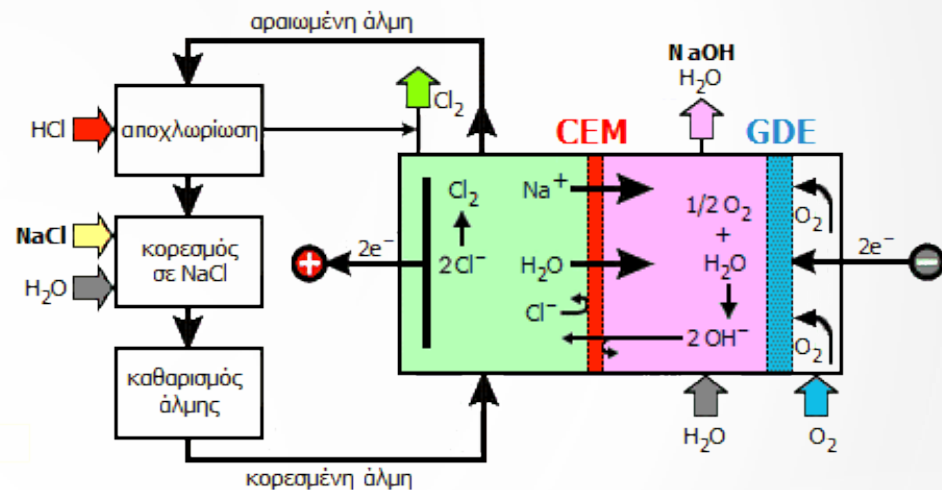 αραιωμένη άλμη
HCl
αποχλωρίωση
Cl₂
NaOH
H₂O
CEM
GDE
NaCl
H₂O
κορεσμός
σε NaCl
2e⁻
+
Cl₂
2Cl⁻
Na⁺
H₂O
Cl⁻
1/2 O₂
+
H₂O
2 OH⁻
O₂
O₂
2e⁻
−
καθαρισμός
άλμης
H₂O
O₂
κορεσμένη άλμη